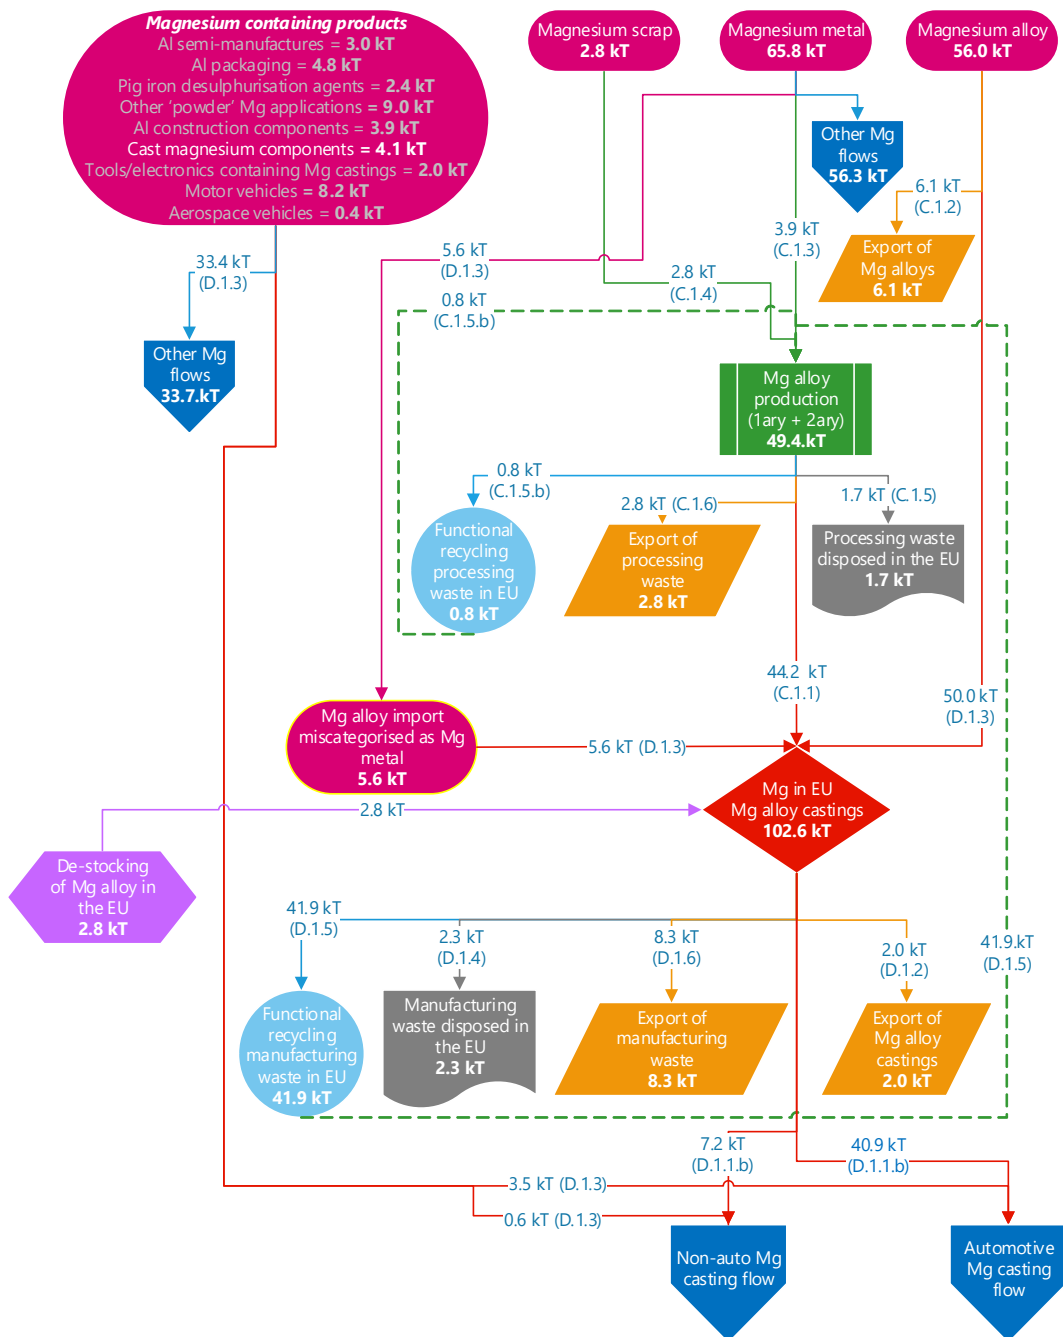 Magnesium containing products
Al semi-manufactures = 3.0 kT
Al packaging = 4.8 kT
Pig iron desulphurisation agents = 2.4 kT
Other ‘powder’ Mg applications = 9.0 kT
Al construction components = 3.9 kT
Cast magnesium components = 4.1 kT
Tools/electronics containing Mg castings = 2.0 kT
Motor vehicles = 8.2 kT
Aerospace vehicles = 0.4 kT
Magnesium scrap
2.8 kT
Magnesium metal
65.8 kT
Magnesium alloy
56.0 kT
Other Mg
flows
56.3 kT
6.1 kT
(C.1.2)
Export of
Mg alloys
6.1 kT
3.9 kT
(C.1.3)
5.6 kT
(D.1.3)
2.8 kT
(C.1.4)
0.8 kT
(C.1.5.b)
33.4 kT
(D.1.3)
Other Mg
flows
33.7.kT
Mg alloy
production
(1ary + 2ary)
49.4.kT
0.8 kT
(C.1.5.b)
2.8 kT (C.1.6)
1.7 kT (C.1.5)
Functional
recycling
processing
waste in EU
0.8 kT
Export of
processing
waste
2.8 kT
Processing waste
disposed in the EU
1.7 kT
44.2 kT
(C.1.1)
50.0 kT
(D.1.3)
Mg alloy import
miscategorised as Mg
metal
5.6 kT
5.6 kT (D.1.3)
Mg in EU
Mg alloy castings
102.6 kT
2.8 kT
De-stocking
of Mg alloy in
the EU
2.8 kT
41.9 kT
(D.1.5)
2.3 kT
(D.1.4)
8.3 kT
(D.1.6)
2.0 kT
(D.1.2)
41.9.kT
(D.1.5)
Functional
recycling
manufacturing
waste in EU
41.9 kT
Manufacturing
waste disposed in
the EU
2.3 kT
Export of
manufacturing
waste
8.3 kT
Export of
Mg alloy
castings
2.0 kT
7.2 kT
(D.1.1.b)
40.9 kT
(D.1.1.b)
3.5 kT (D.1.3)
0.6 kT (D.1.3)
Non-auto Mg
casting flow
Automotive
Mg casting
flow